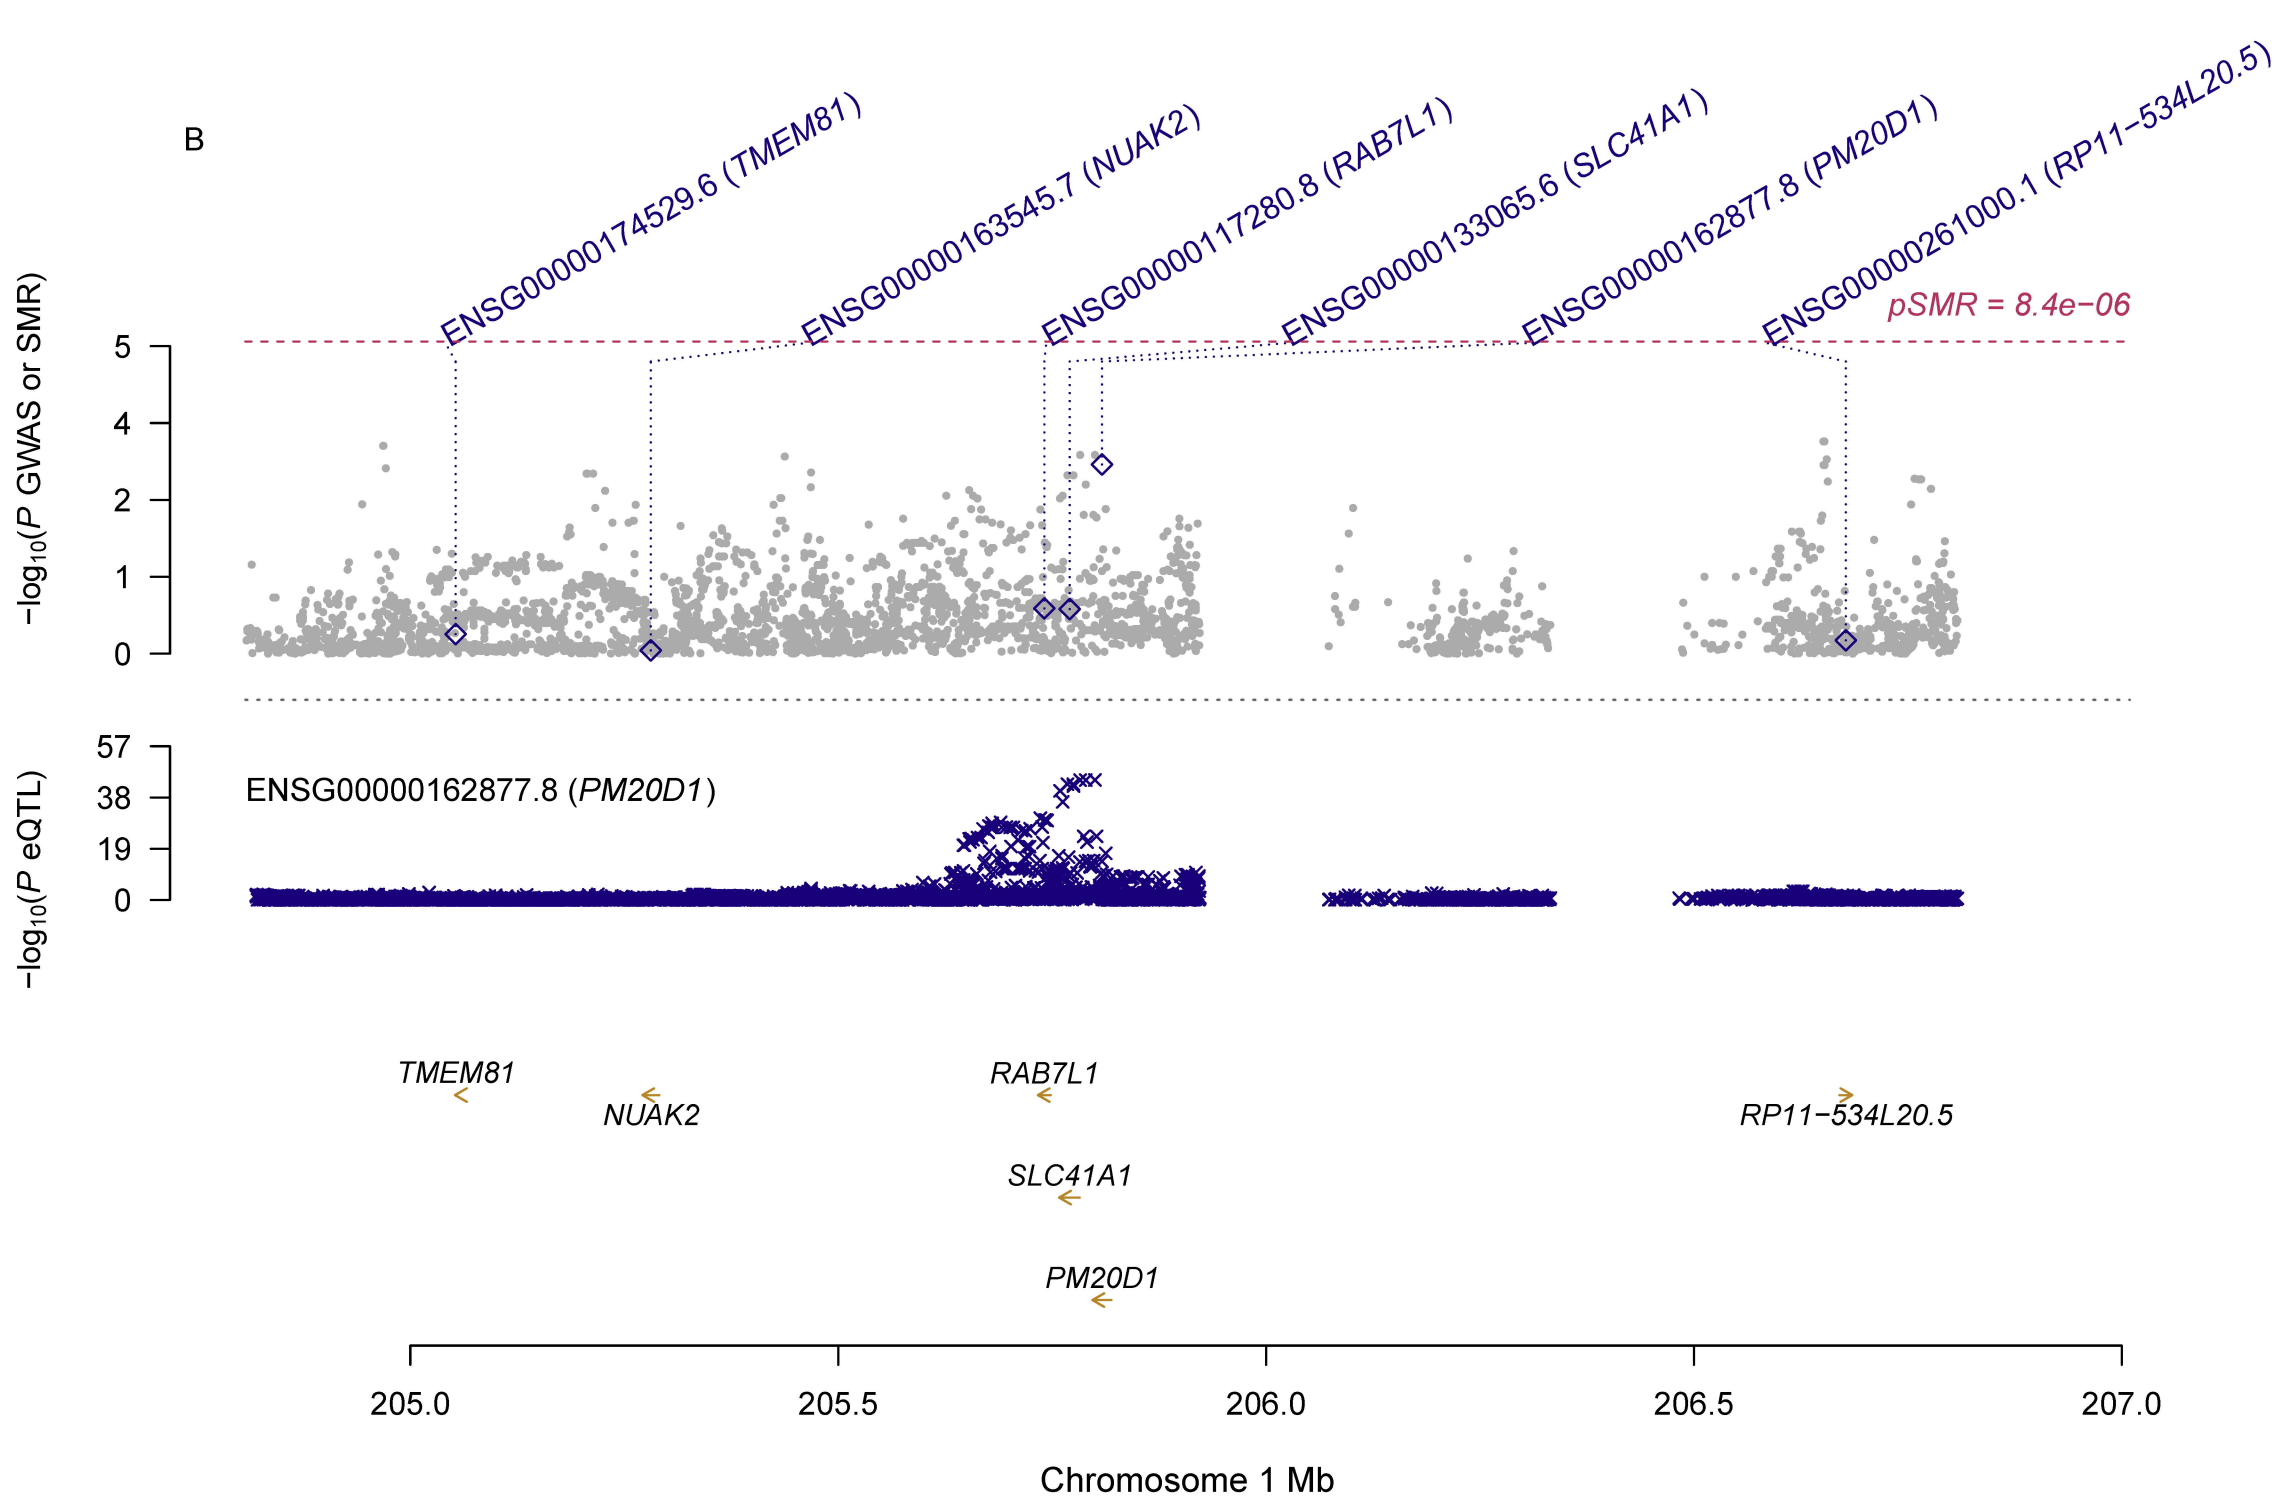 B
ENSG00000174529.6 (TMEM81)
ENSG00000163545.7 (NUAK2)
ENSG00000117280.8 (RAB7L1)
ENSG00000133065.6 (SLC41A1)
ENSG00000162877.8 (PM20D1)
ENSG00000261000.1 (RP11−534L20.5)
pSMR = 8.4e−06
−log10(P GWAS or SMR)
5
4
2
1
0
−log10(P eQTL)
57
38
19
0
ENSG00000162877.8 (PM20D1)
TMEM81
NUAK2
RAB7L1
RP11−534L20.5
SLC41A1
PM20D1
205.0 205.5 206.0 206.5 207.0
Chromosome 1 Mb